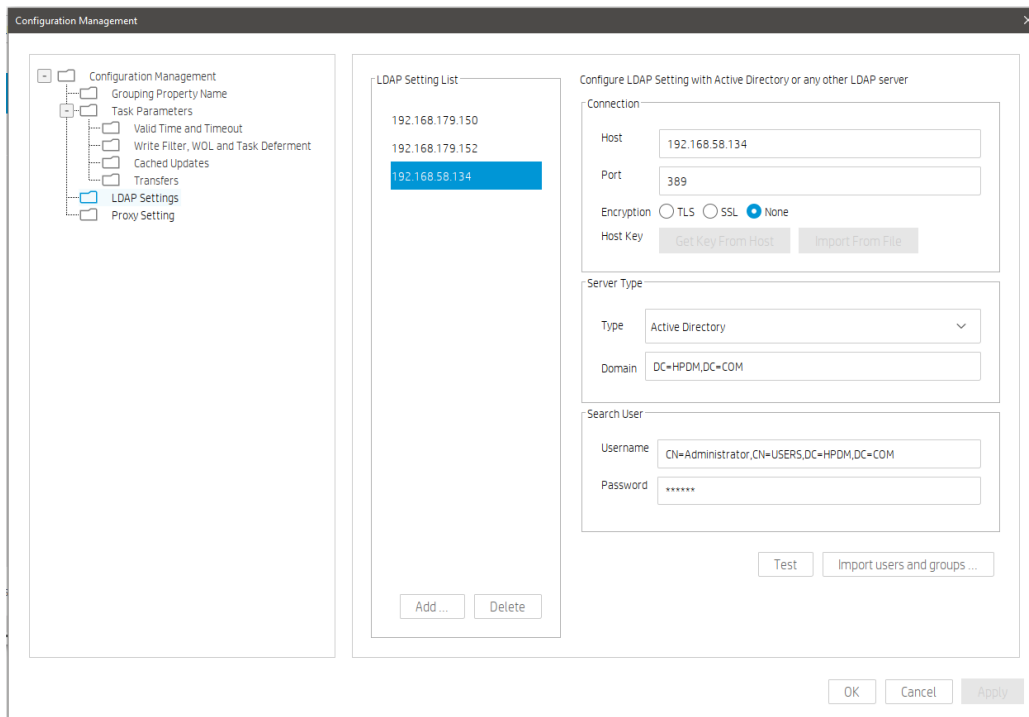 Configuration Management
Configuration Management
Grouping Property Name
Task Parameters
Valid Time and Timeout
Write Filter, WOL and Task Deferment
Cached Updates
Transfers
LDAP Settings
Proxy Setting
LDAP Setting List
192.168.179.150
192.168.179.152
192.168.58.134
Add ...
Delete
Configure LDAP Setting with Active Directory or any other LDAP server
Connection
Host 192.168.58.134
Port 389
Encryption TLS SSL None
Host Key Get Key From Host Import From File
Server Type
Type Active Directory
Domain DC=HPDM,DC=COM
Search User
Username CN=Administrator,CN=USERS,DC=HPDM,DC=COM
Password ******
Test Import users and groups ...
OK Cancel Apply